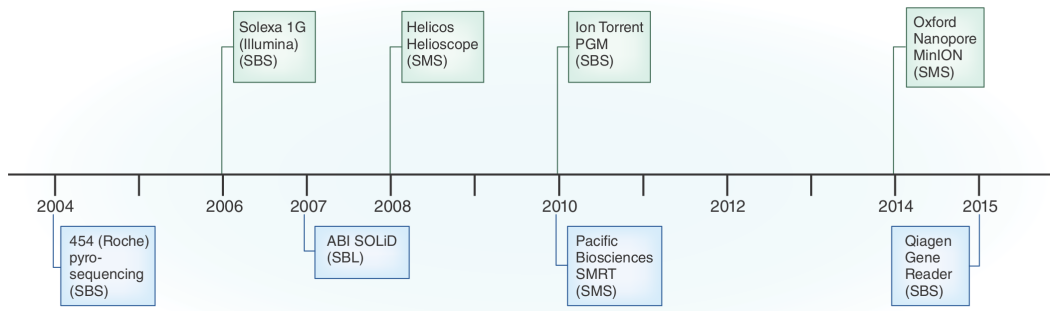 Solexa 1G
(Illumina)
(SBS)
Helicos
Helioscope
(SMS)
Ion Torrent
PGM
(SBS)
Oxford
Nanopore
MinION
(SMS)
2004
2006
2007
2008
2010
2012
2014
2015
454 (Roche)
pyro-
sequencing
(SBS)
ABI SOLiD
(SBL)
Pacific
Biosciences
SMRT
(SMS)
Qiagen
Gene
Reader
(SBS)